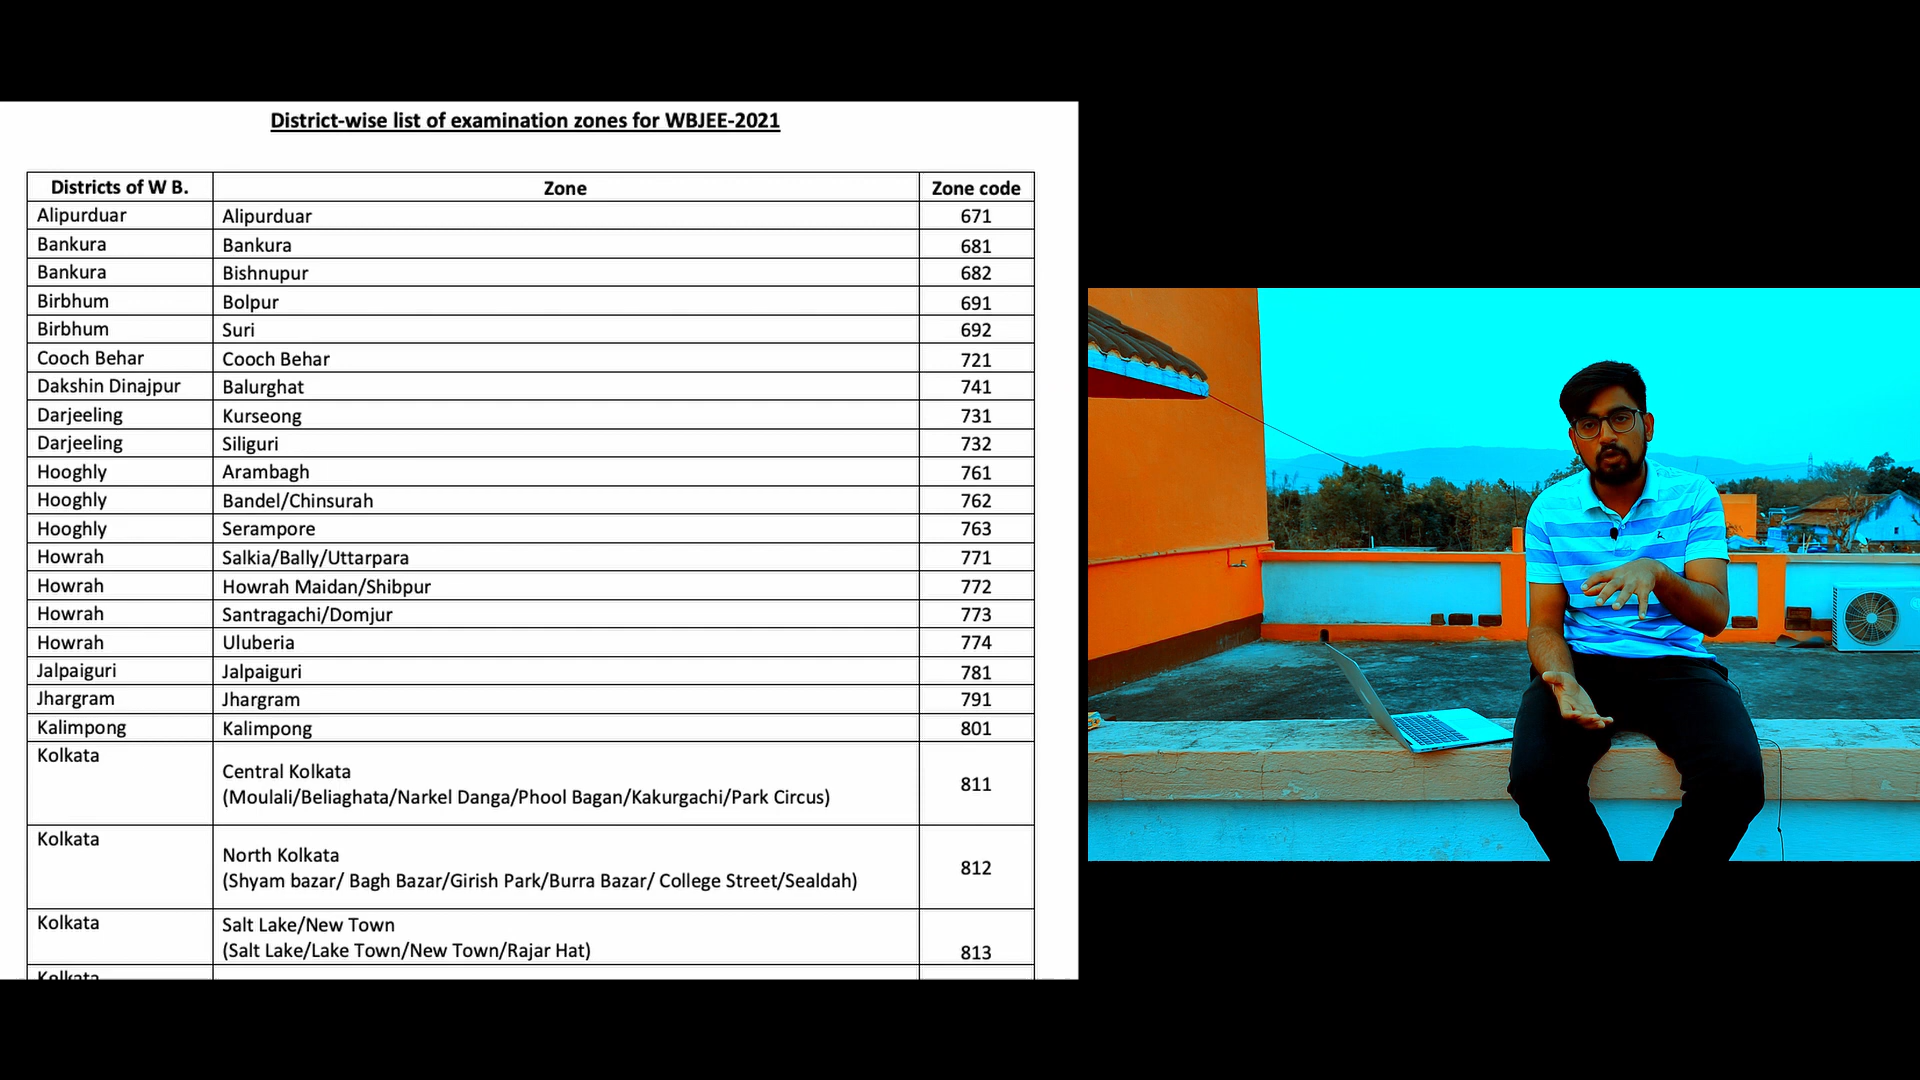 District-wise list of examination zones for WBJEE-2021
Districts of W B. Zone Zone code
Alipurduar Alipurduar 671
Bankura Bankura 681
Bankura Bishnupur 682
Birbhum Bolpur 691
Birbhum Suri 692
Cooch Behar Cooch Behar 721
Dakshin Dinajpur Balurghat 741
Darjeeling Kurseong 731
Darjeeling Siliguri 732
Hooghly Arambagh 761
Hooghly Bandel/Chinsurah 762
Hooghly Serampore 763
Howrah Salkia/Bally/Uttarpara 771
Howrah Howrah Maidan/Shibpur 772
Howrah Santragachi/Domjur 773
Howrah Uluberia 774
Jalpaiguri Jalpaiguri 781
Jhargram Jhargram 791
Kalimpong Kalimpong 801
Kolkata
Central Kolkata
(Moulali/Beliaghata/Narkel Danga/Phool Bagan/Kakurgachi/Park Circus) 811
Kolkata
North Kolkata
(Shyam bazar/ Bagh Bazar/Girish Park/Burra Bazar/ College Street/Sealdah) 812
Kolkata Salt Lake/New Town
(Salt Lake/Lake Town/New Town/Rajar Hat) 813
Kolkata